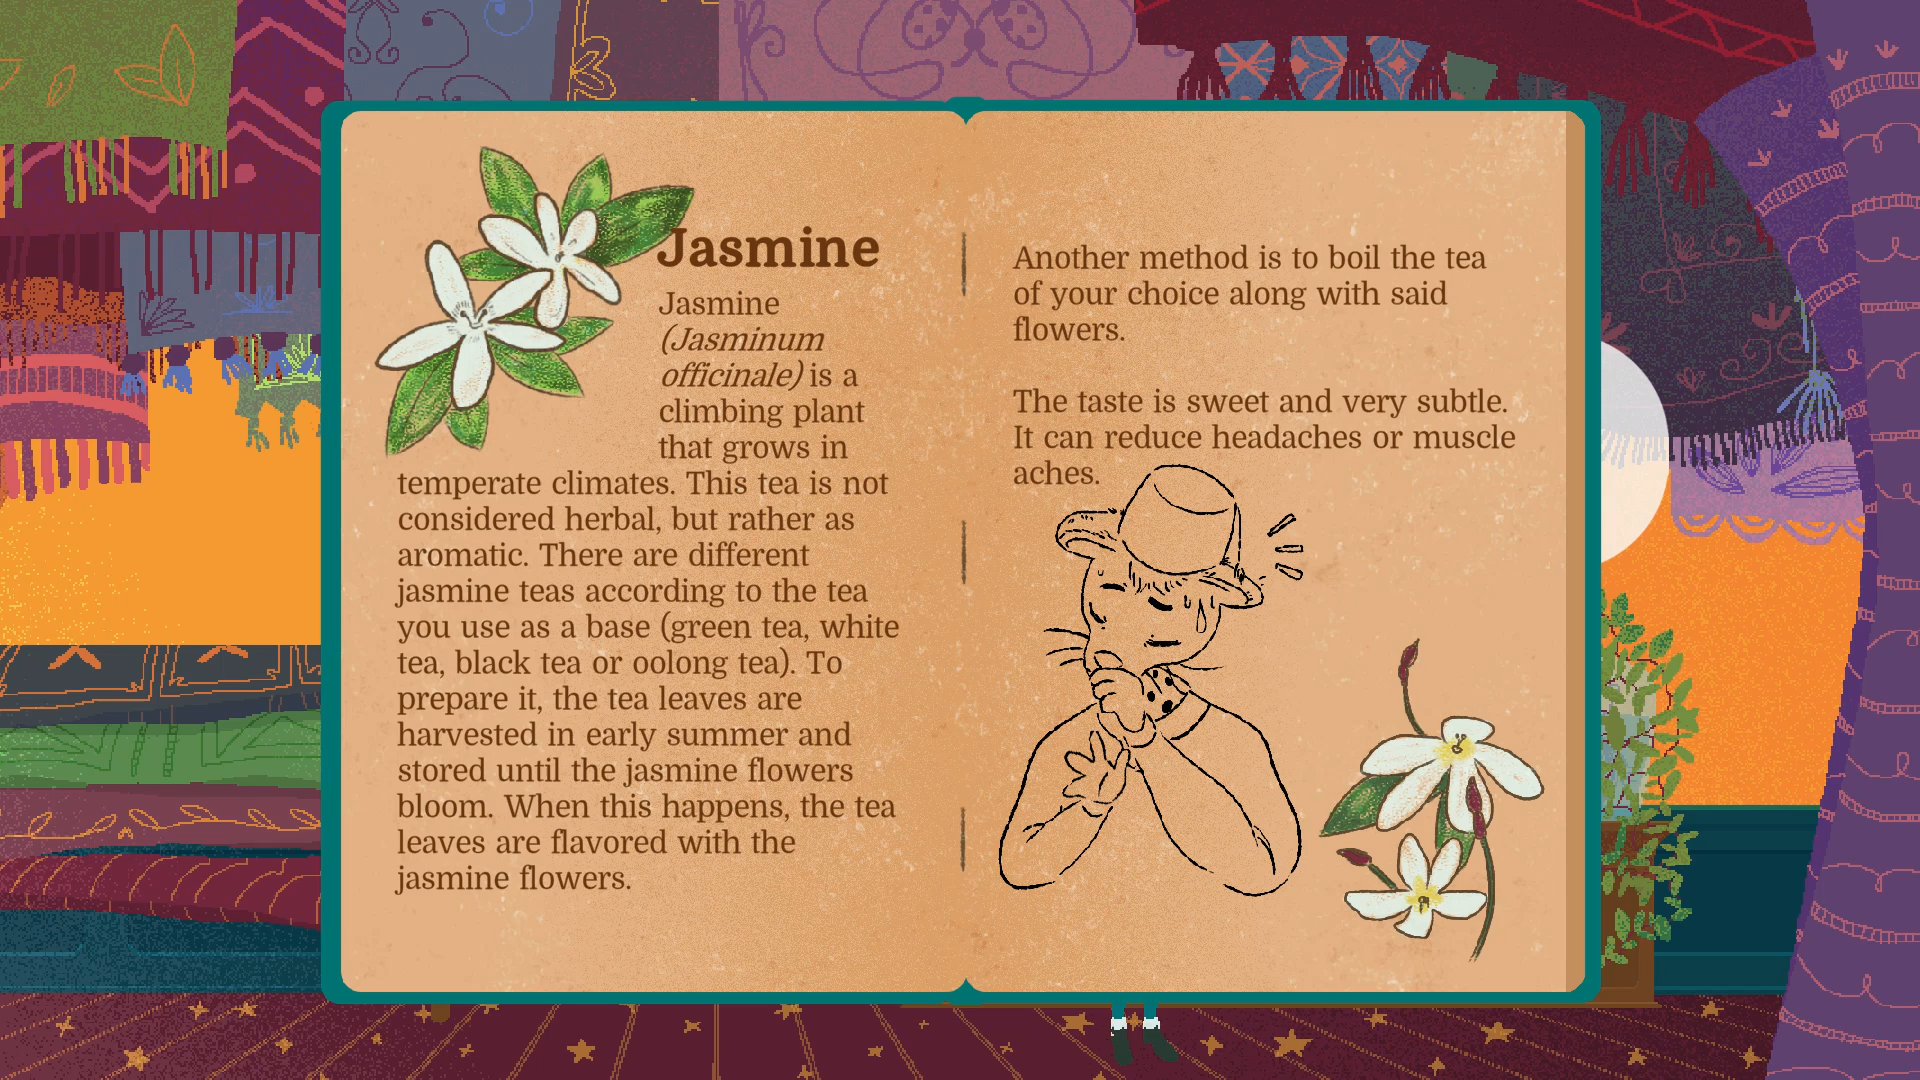 Jasmine
Jasmine
(Jasminum
officinale) is a
climbing plant
that grows in
temperate climates. This tea is not
considered herbal, but rather as
aromatic. There are different
jasmine teas according to the tea
you use as a base (green tea, white
tea, black tea or oolong tea). To
prepare it, the tea leaves are
harvested in early summer and
stored until the jasmine flowers
bloom. When this happens, the tea
leaves are flavored with the
jasmine flowers.
Another method is to boil the tea
of your choice along with said
flowers.
The taste is sweet and very subtle.
It can reduce headaches or muscle
aches.